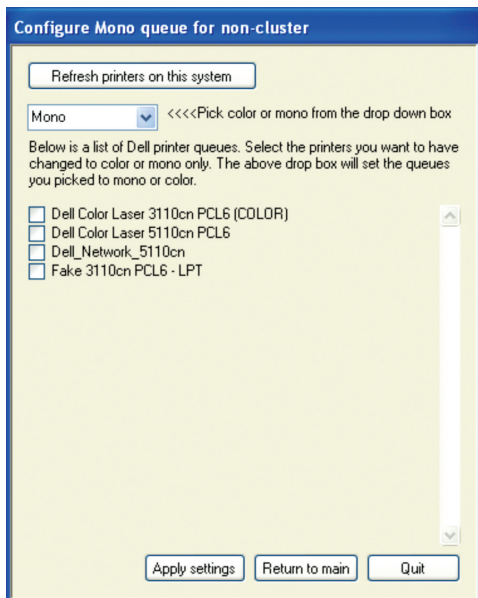 Configure Mono queue for non-cluster
Refresh printers on this system
Mono <<<<Pick color or mono from the drop down box
Below is a list of Dell printer queues. Select the printers you want to have
changed to color or mono only. The above drop box will set the queues
you picked to mono or color.
Dell Color Laser 3110cn PCL6 (COLOR)
Dell Color Laser 5110cn PCL6
Dell_Network_5110cn
Fake 3110cn PCL6 - LPT
Apply settings Return to main Quit